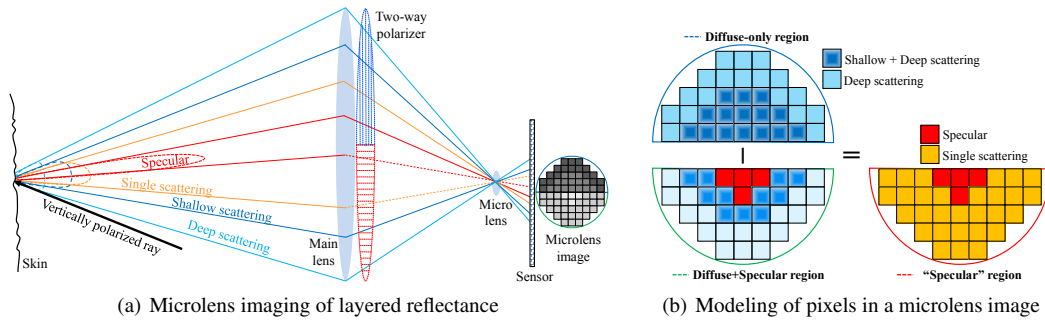 Two-way
polarizer
Specular
Single scattering
Shallow scattering
Deep scattering
Vertically polarized ray
Skin
Main
lens
Micro
lens
Sensor
Microlens
image
(a) Microlens imaging of layered reflectance
Diffuse-only region
Shallow + Deep scattering
Deep scattering
Specular
Single scattering
Diffuse+Specular region
“Specular” region
(b) Modeling of pixels in a microlens image